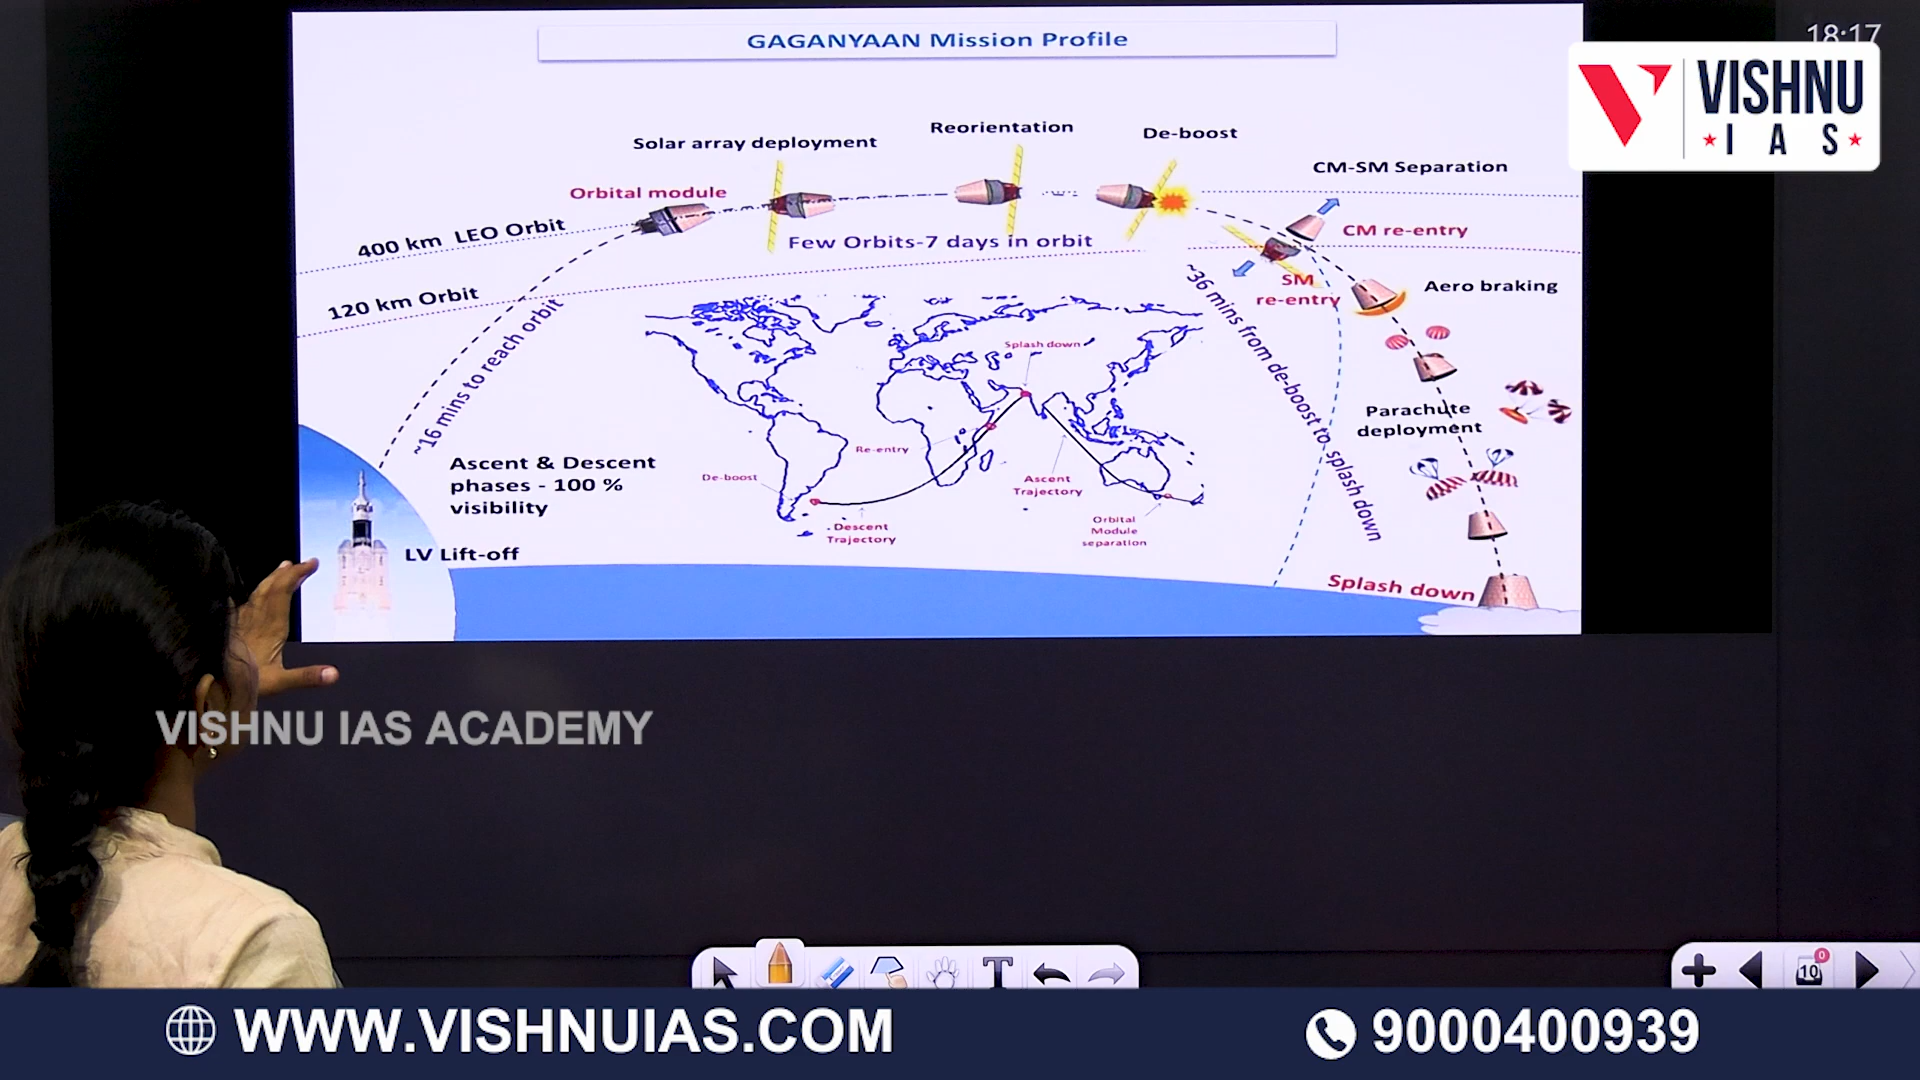 GAGANYAAN Mission Profile
18:17
VISHNU
IAS
Solar array deployment
Reorientation
De-boost
CM-SM Separation
Orbital module
400 km LEO Orbit
Few Orbits-7 days in orbit
CM re-entry
120 km Orbit
SM
re-entry
Aero braking
~16 mins to reach orbit
~36 mins from de-boost to splash down
Splash down
Parachute
deployment
Re-entry
Ascent & Descent
phases - 100 %
visibility
De-boost
Ascent
Trajectory
Descent
Trajectory
Orbital
Module
separation
LV Lift-off
Splash down
VISHNU IAS ACADEMY
10
0
T
WWW.VISHNUIAS.COM
9000400939